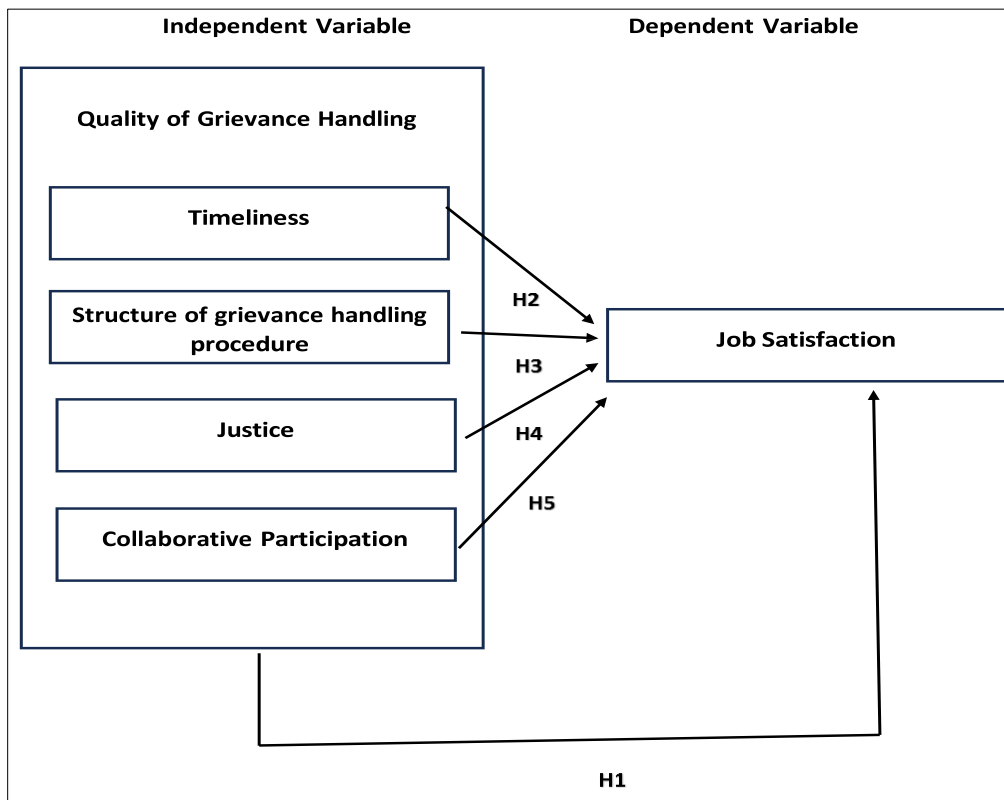 Independent Variable
Dependent Variable
Quality of Grievance Handling
Timeliness
H2
Structure of grievance handling
procedure
Job Satisfaction
H3
Justice
H4
H5
Collaborative Participation
H1